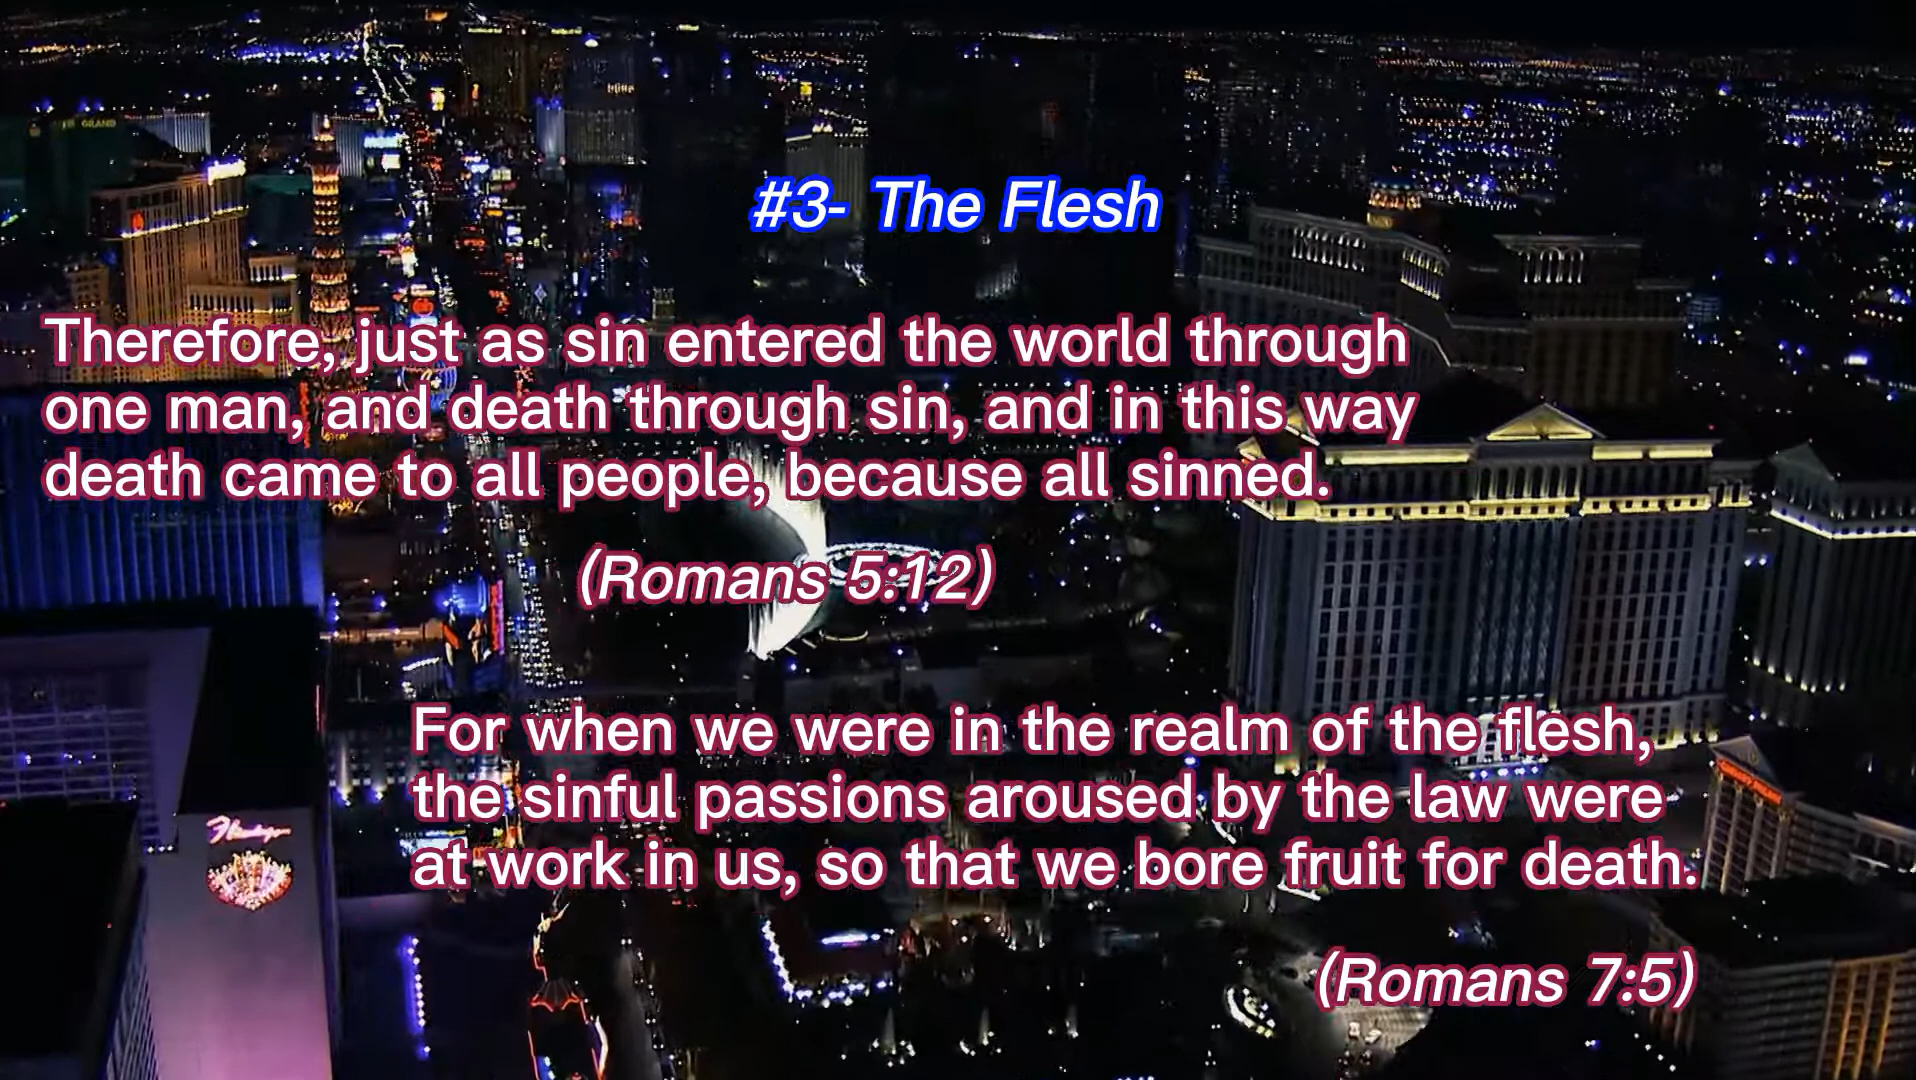 #3- The Flesh
Therefore, just as sin entered the world through
one man, and death through sin, and in this way
death came to all people, because all sinned.
(Romans 5:12)
For when we were in the realm of the flesh,
the sinful passions aroused by the law were
at work in us, so that we bore fruit for death.
(Romans 7:5)
GRAND
Flamingo